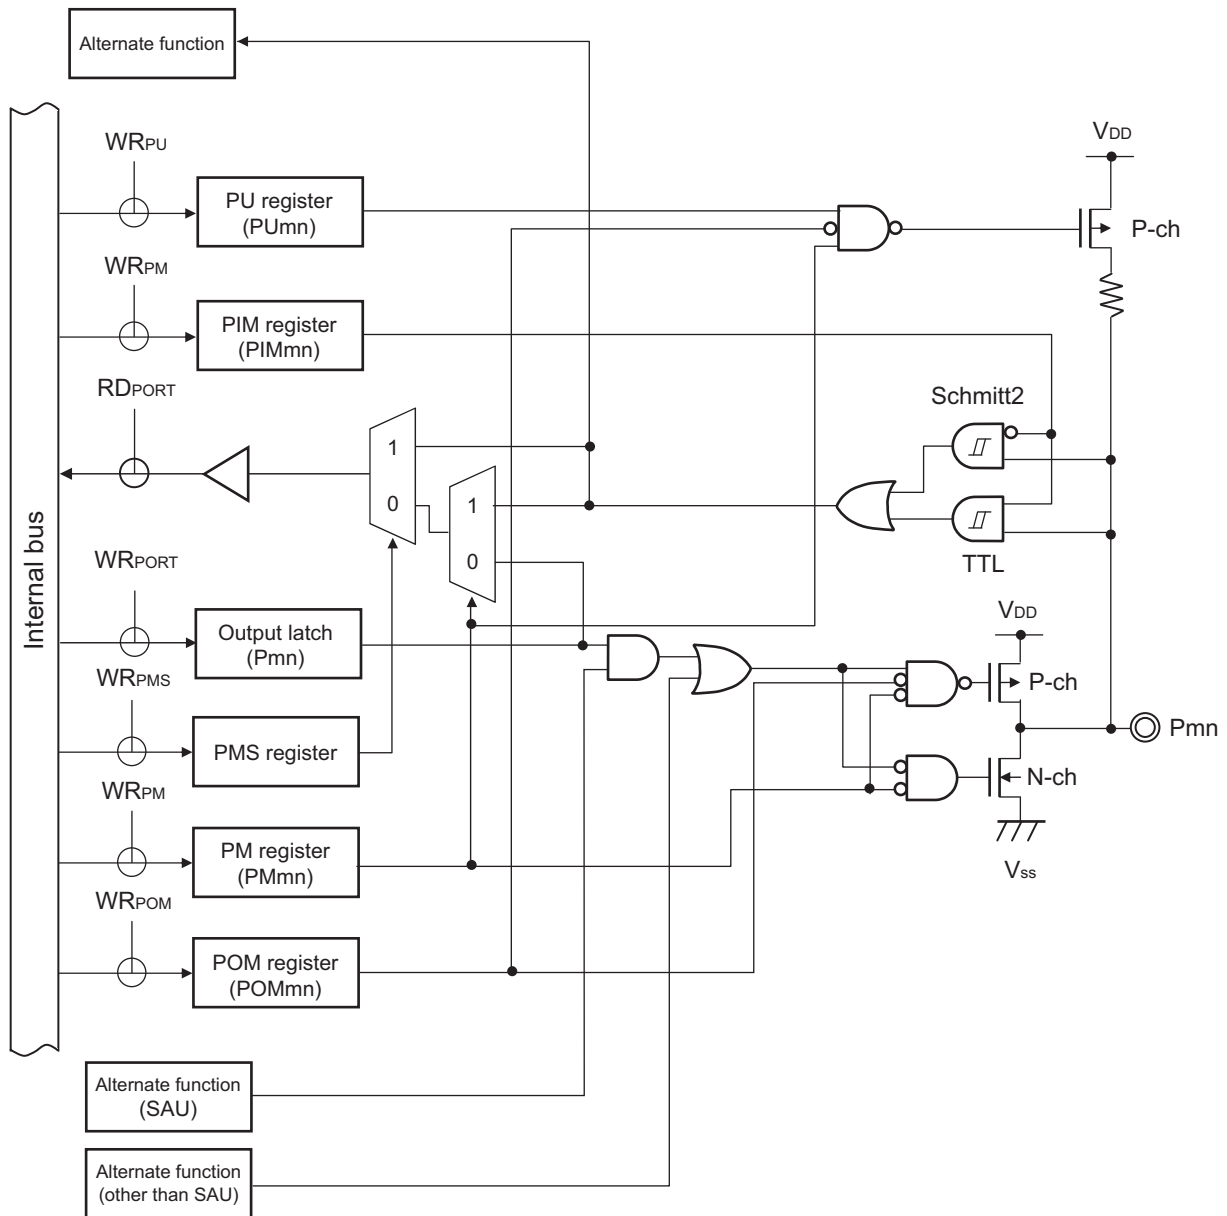 Alternate function
WRPU
PU register
(PUmn)
VDD
P-ch
WRPM
PIM register
(PIMmn)
RDPORT
Schmitt2
1
0
1
0
TTL
Internal bus
WRPORT
Output latch
(Pmn)
VDD
P-ch
Pmn
WRPMS
PMS register
N-ch
WRPM
PM register
(PMmn)
Vss
WRPOM
POM register
(POMmn)
Alternate function
(SAU)
Alternate function
(other than SAU)